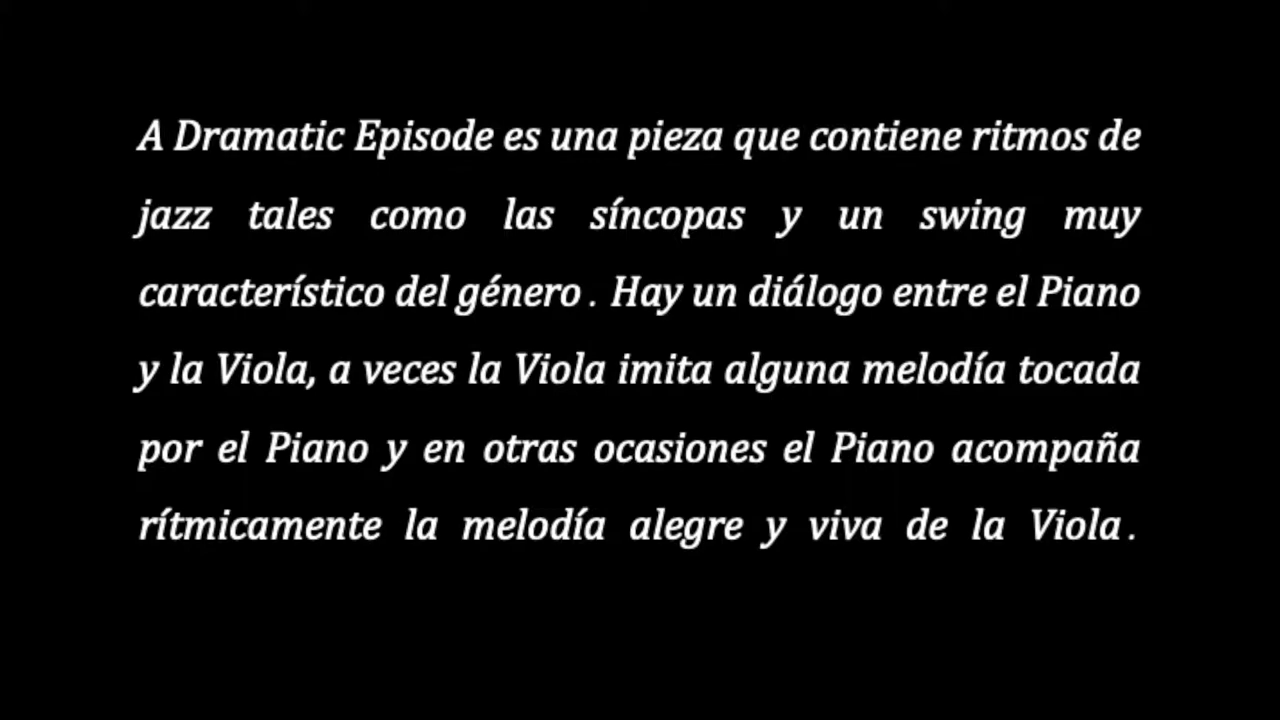 A Dramatic Episode es una pieza que contiene ritmos de
jazz tales como las síncopas y un swing muy
característico del género . Hay un diálogo entre el Piano
y la Viola, a veces la Viola imita alguna melodía tocada
por el Piano y en otras ocasiones el Piano acompaña
rítmicamente la melodía alegre y viva de la Viola .